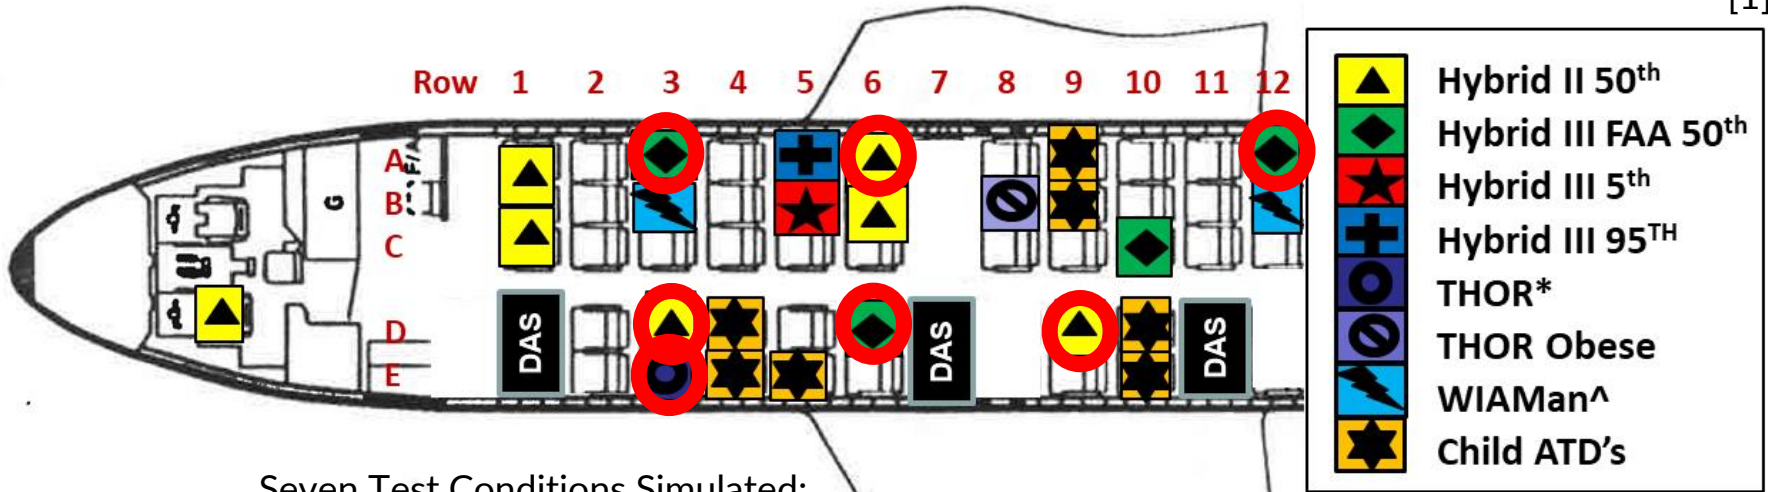 [1]
Row 1 2 3 4 5 6 7 8 9 10 11 12
A
B
C
D
E
F/A
G
DAS
DAS
DAS
Hybrid II 50th
Hybrid III FAA 50th
Hybrid III 5th
Hybrid III 95TH
THOR*
THOR Obese
WIAMan^
Child ATD's
Seven Test Conditions Simulated: